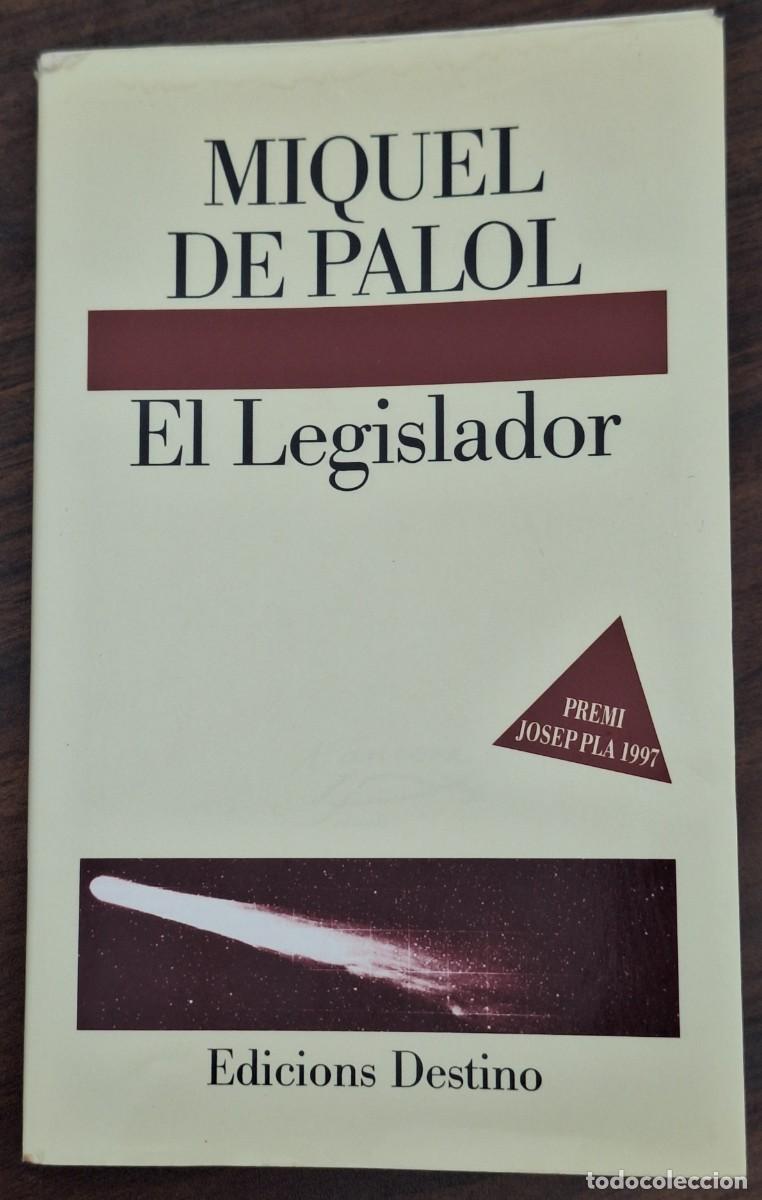 MIQUEL
DE PALOL
El Legislador
PREMI
JOSEP PLA 1997
Edicions Destino
todocoleccion